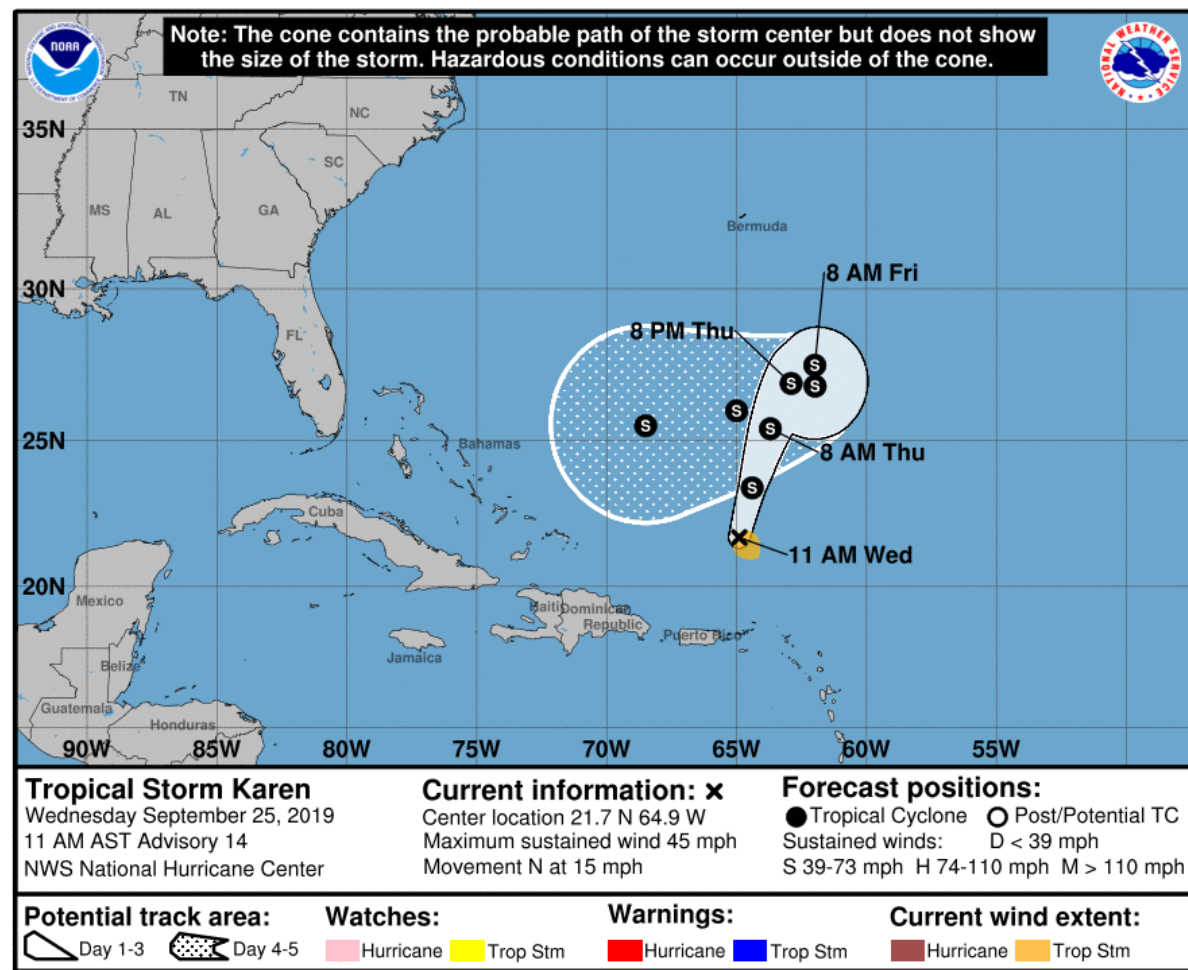 Note: The cone contains the probable path of the storm center but does not show
the size of the storm. Hazardous conditions can occur outside of the cone.
NOAA
NATIONAL WEATHER SERVICE
TN
NC
35N
SC
MS
AL
GA
Bermuda
30N
8 AM Fri
FL
8 PM Thu
S
S
S
S
S
S
25N
Bahamas
8 AM Thu
S
Cuba
11 AM Wed
20N
Mexico
Haiti
Dominican
Republic
Puerto Rico
Jamaica
Belize
Guatemala
Honduras
90W 85W 80W 75W 70W 65W 60W 55W
Tropical Storm Karen
Wednesday September 25, 2019
11 AM AST Advisory 14
NWS National Hurricane Center
Current information: ×
Center location 21.7 N 64.9 W
Maximum sustained wind 45 mph
Movement N at 15 mph
Forecast positions:
Tropical Cyclone Post/Potential TC
Sustained winds: D < 39 mph
S 39-73 mph H 74-110 mph M > 110 mph
Potential track area:
Day 1-3 Day 4-5
Watches:
Hurricane Trop Stm
Warnings:
Hurricane Trop Stm
Current wind extent:
Hurricane Trop Stm